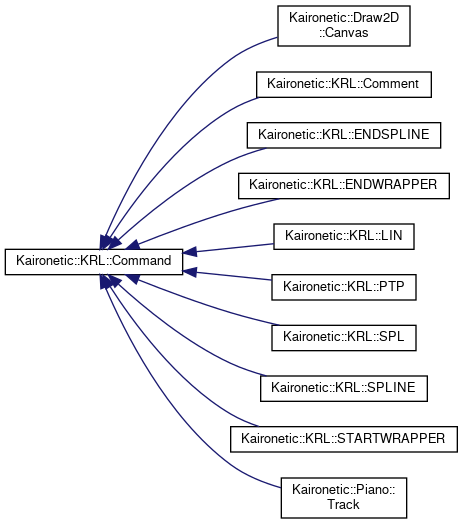 Kaironetic::Draw2D
::Canvas
Kaironetic::KRL::Comment
Kaironetic::KRL::ENDSPLINE
Kaironetic::KRL::ENDWRAPPER
Kaironetic::KRL::LIN
Kaironetic::KRL::Command
Kaironetic::KRL::PTP
Kaironetic::KRL::SPL
Kaironetic::KRL::SPLINE
Kaironetic::KRL::STARTWRAPPER
Kaironetic::Piano::
Track